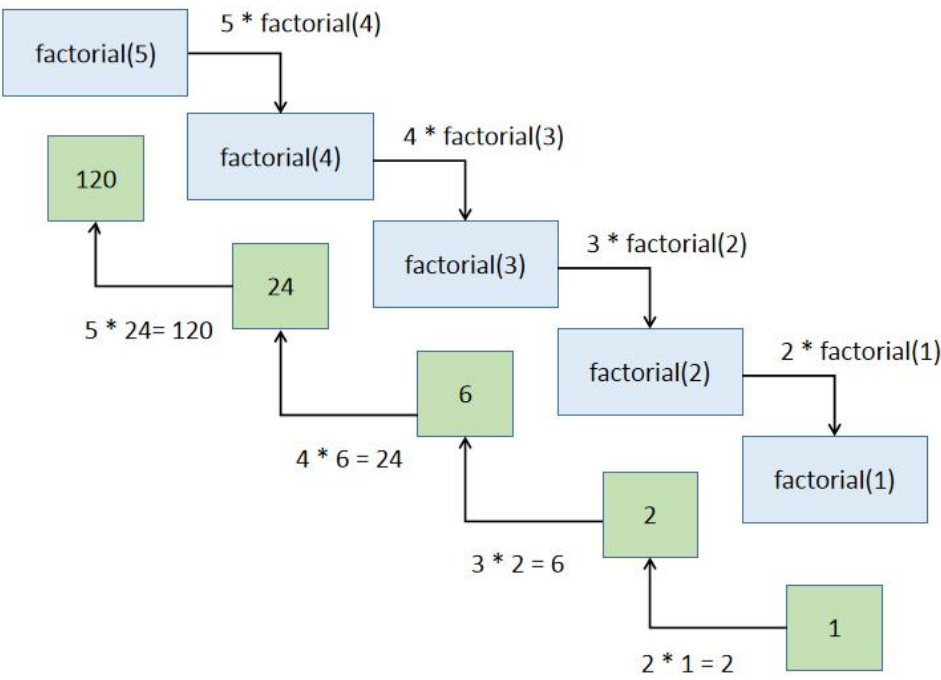 5 * factorial(4)
factorial(5)
4 * factorial(3)
factorial(4)
120
3 * factorial(2)
factorial(3)
24
5 * 24= 120
2 * factorial(1)
factorial(2)
6
4 * 6 = 24
factorial(1)
2
3 * 2 = 6
1
2 * 1 = 2